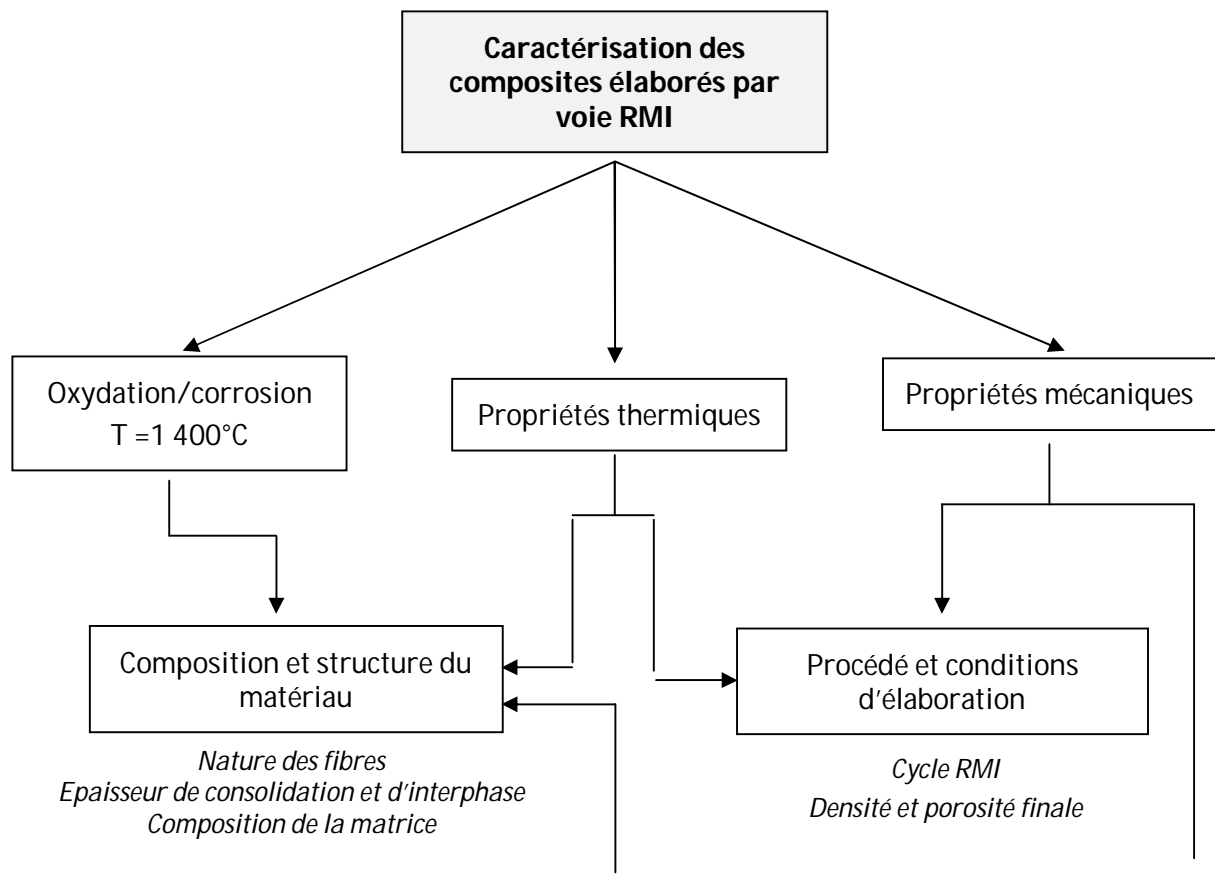 Caractérisation des
composites élaborés par
voie RMI
Oxydation/corrosion
T =1 400°C
Propriétés thermiques
Propriétés mécaniques
Composition et structure du
matériau
Procédé et conditions
d'élaboration
Nature des fibres
Epaisseur de consolidation et d'interphase
Composition de la matrice
Cycle RMI
Densité et porosité finale